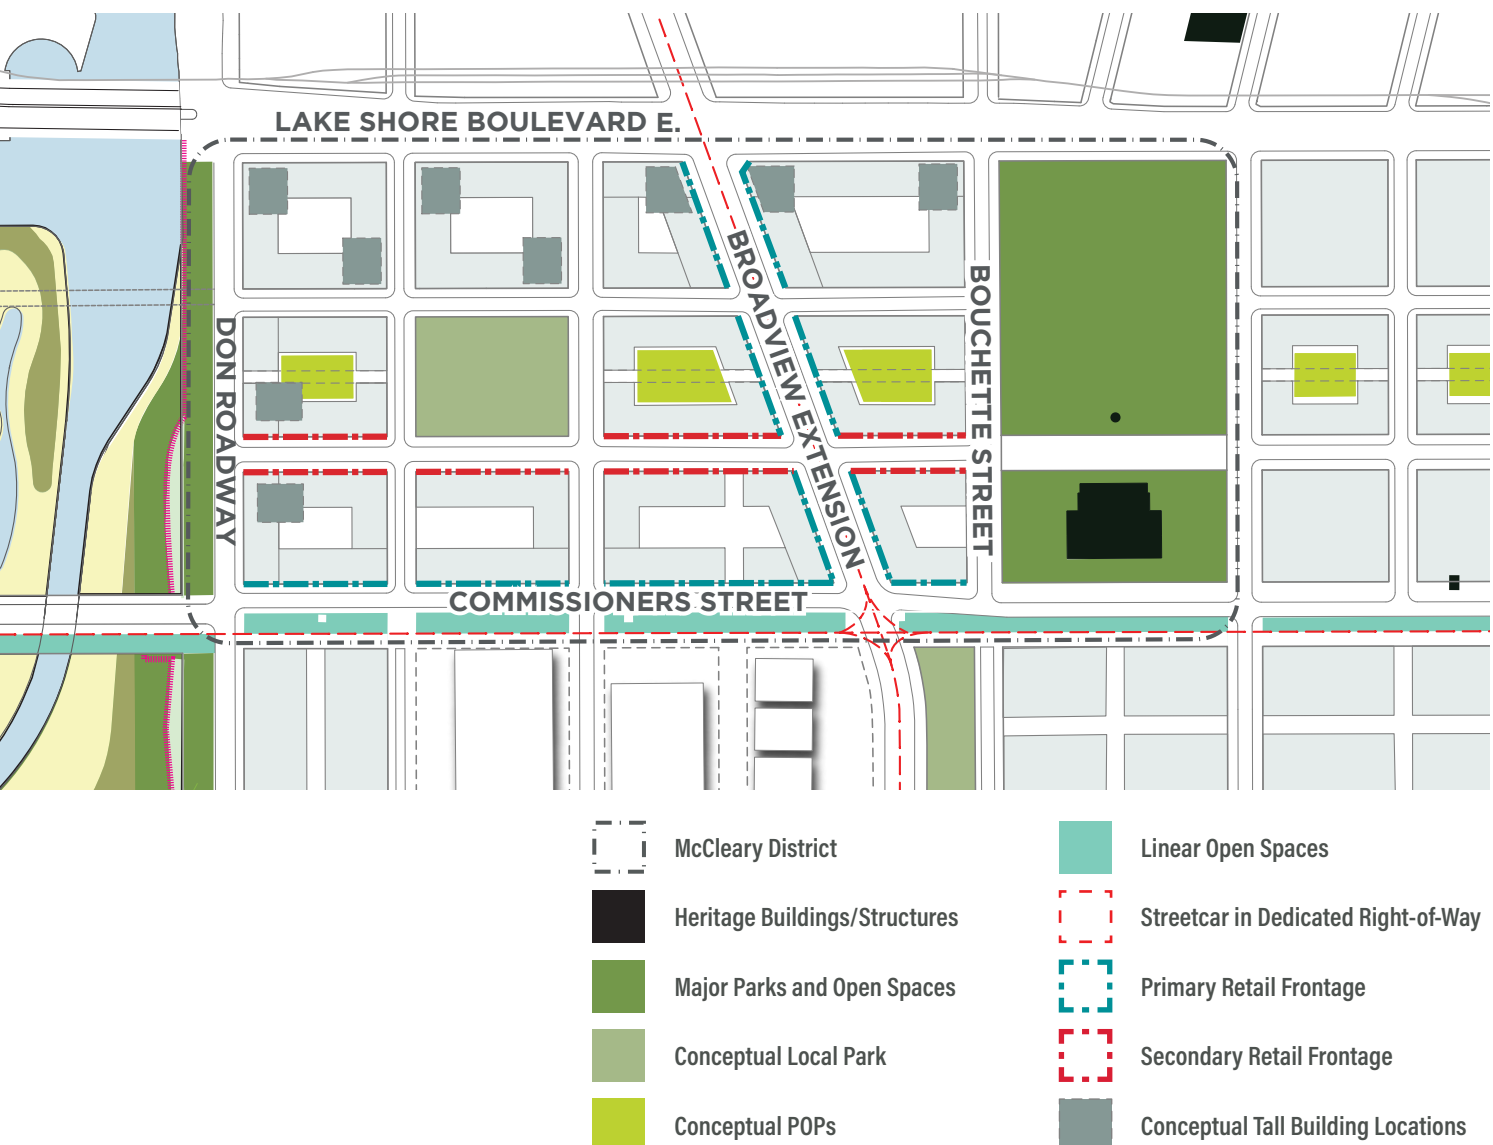 LAKE SHORE BOULEVARD E.
BROADVIEW EXTENSION
BOUCHETTE STREET
DON ROADWAY
COMMISSIONERS STREET
McCleary District
Heritage Buildings/Structures
Major Parks and Open Spaces
Conceptual Local Park
Conceptual POPs
Linear Open Spaces
Streetcar in Dedicated Right-of-Way
Primary Retail Frontage
Secondary Retail Frontage
Conceptual Tall Building Locations